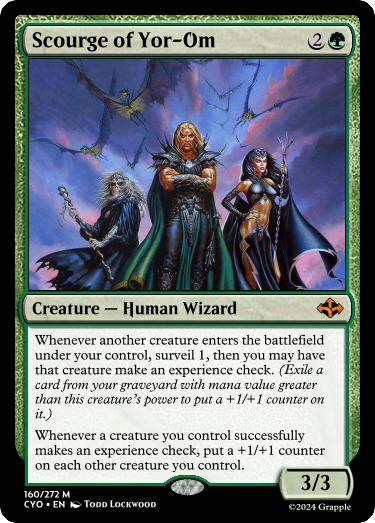 Scourge of Yor-Om 2
Creature — Human Wizard
Whenever another creature enters the battlefield
under your control, surveil 1, then you may have
that creature make an experience check. (Exile a
card from your graveyard with mana value greater
than this creature's power to put a +1/+1 counter on
it.)
Whenever a creature you control successfully
makes an experience check, put a +1/+1 counter
on each other creature you control.
3/3
160/272 M
CYO • EN Todd Lockwood
©2024 Grapple